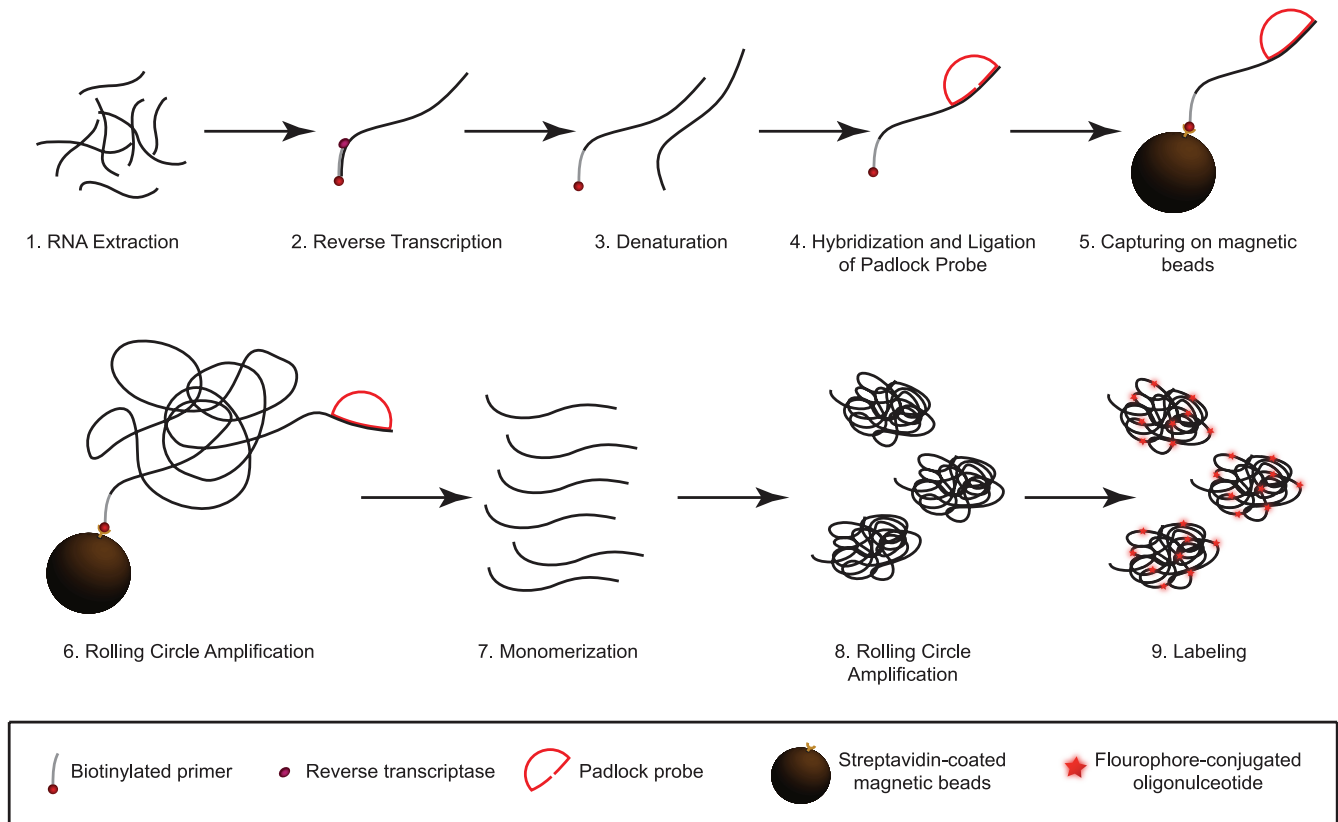 1. RNA Extraction
2. Reverse Transcription
3. Denaturation
4. Hybridization and Ligation
of Padlock Probe
5. Capturing on magnetic
beads
6. Rolling Circle Amplification
7. Monomerization
8. Rolling Circle
Amplification
9. Labeling
Biotinylated primer
Reverse transcriptase
Padlock probe
Streptavidin-coated
magnetic beads
Flourophore-conjugated
oligonulceotide